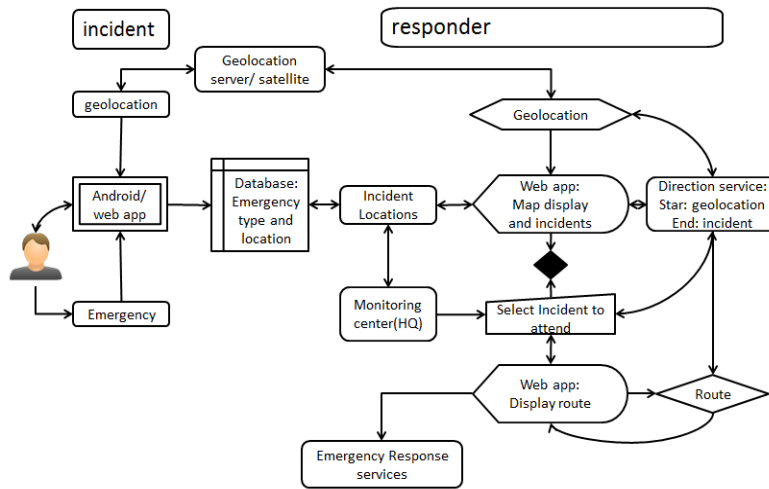 incident
responder
Geolocation
server/ satellite
geolocation
Geolocation
Android/
web app
Database:
Emergency
type and
location
Incident
Locations
Web app:
Map display
and incidents
Direction service:
Star: geolocation
End: incident
Emergency
Monitoring
center(HQ)
Select Incident to
attend
Web app:
Display route
Route
Emergency Response
services